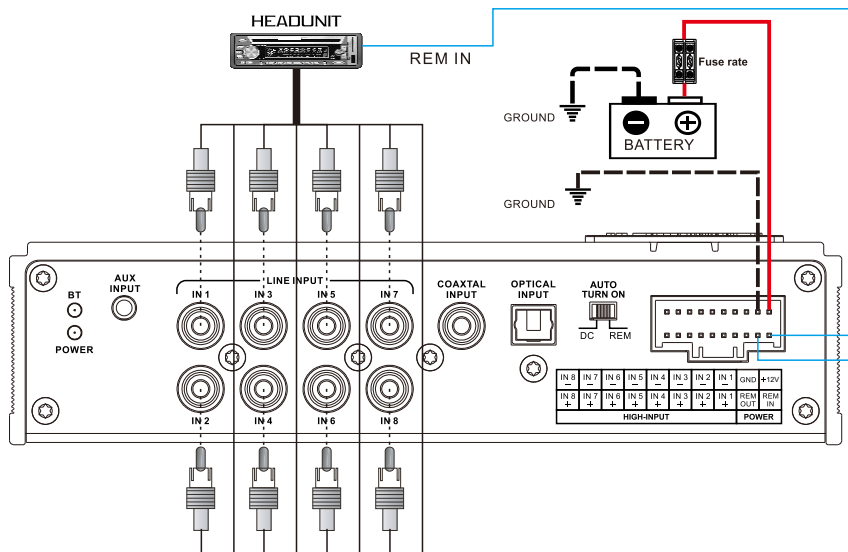 HEADUNIT
REM IN
Fuse rate
GROUND
BATTERY
GROUND
BT
POWER
AUX
INPUT
LINE INPUT
IN 1
IN 3
IN 5
IN 7
IN 2
IN 4
IN 6
IN 8
COAXTAL
INPUT
OPTICAL
INPUT
AUTO
TURN ON
DC
REM
IN 8 − IN 7 − IN 6 − IN 5 − IN 4 − IN 3 − IN 2 − IN 1 − GND +12V
IN 8 + IN 7 + IN 6 + IN 5 + IN 4 + IN 3 + IN 2 + IN 1 + REM OUT REM IN
HIGH-INPUT POWER